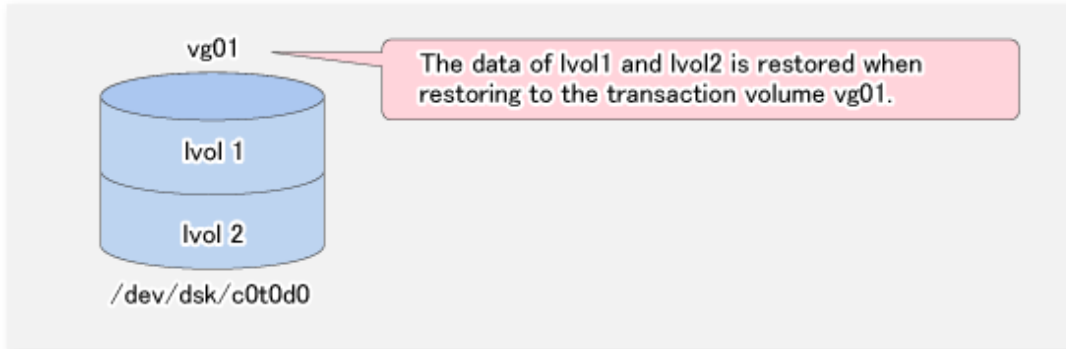 vg01
The data of lvol1 and lvol2 is restored when
restoring to the transaction volume vg01.
lvol 1
lvol 2
/dev/dsk/c0t0d0